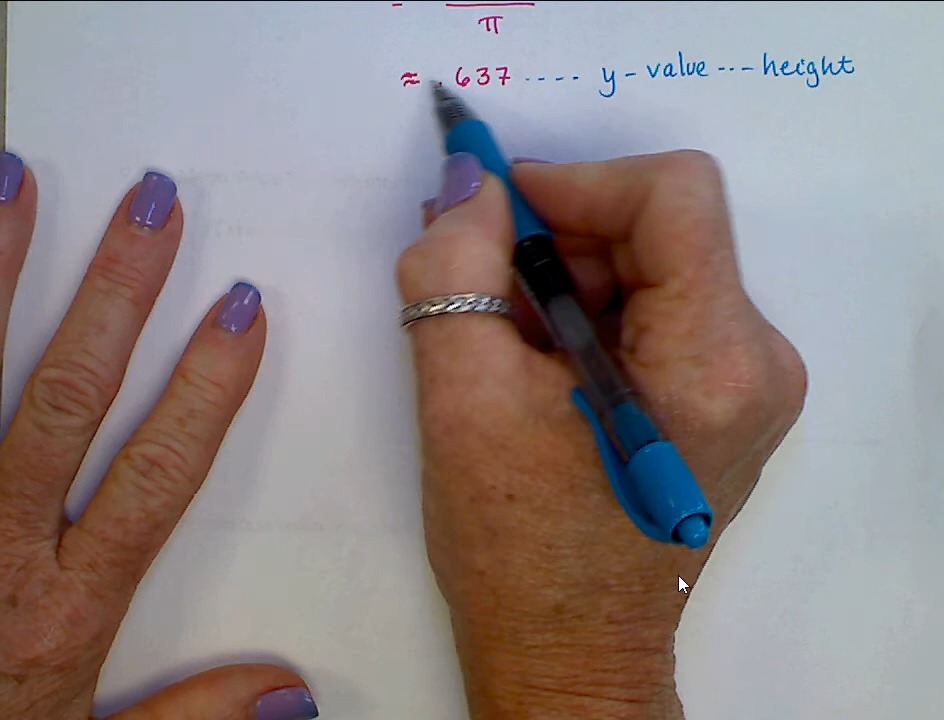 π
≈ .637 .... y-value ... height